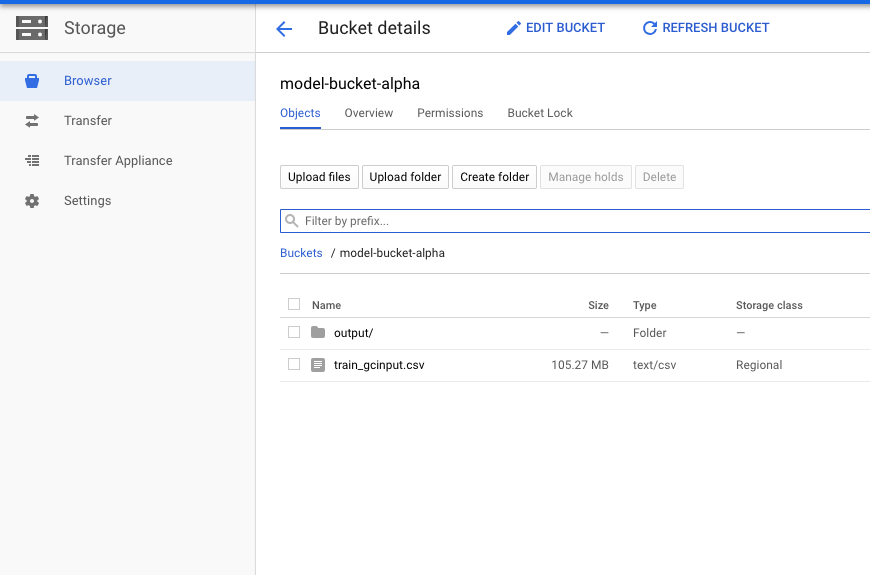 Storage
Bucket details EDIT BUCKET REFRESH BUCKET
Browser
Transfer
Transfer Appliance
Settings
model-bucket-alpha
Objects Overview Permissions Bucket Lock
Upload files Upload folder Create folder Manage holds Delete
Filter by prefix...
Buckets / model-bucket-alpha
Name Size Type Storage class
output/ — Folder —
train_gcinput.csv 105.27 MB text/csv Regional